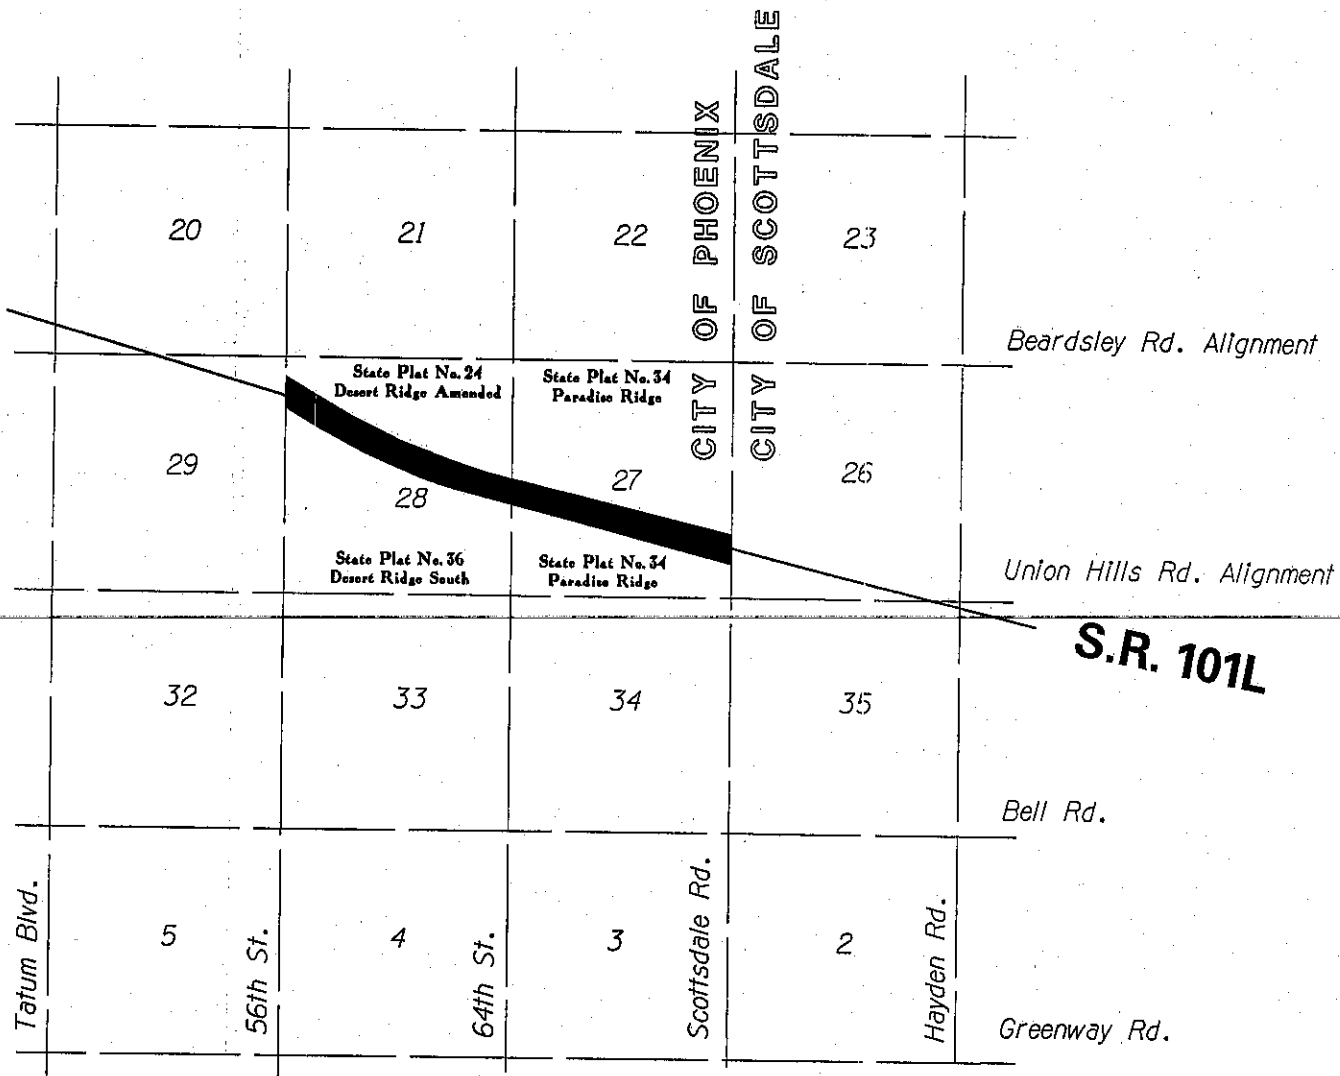 CITY OF PHOENIX
CITY OF SCOTTSDALE
20
21
22
23
Beardsley Rd. Alignment
State Plat No. 24
Desert Ridge Amended
State Plat No. 34
Paradise Ridge
29
28
27
26
State Plat No. 36
Desert Ridge South
State Plat No. 34
Paradise Ridge
Union Hills Rd. Alignment
S.R. 101L
32
33
34
35
Bell Rd.
Tatum Blvd.
5
56th St.
4
64th St.
3
Scottsdale Rd.
2
Hayden Rd.
Greenway Rd.